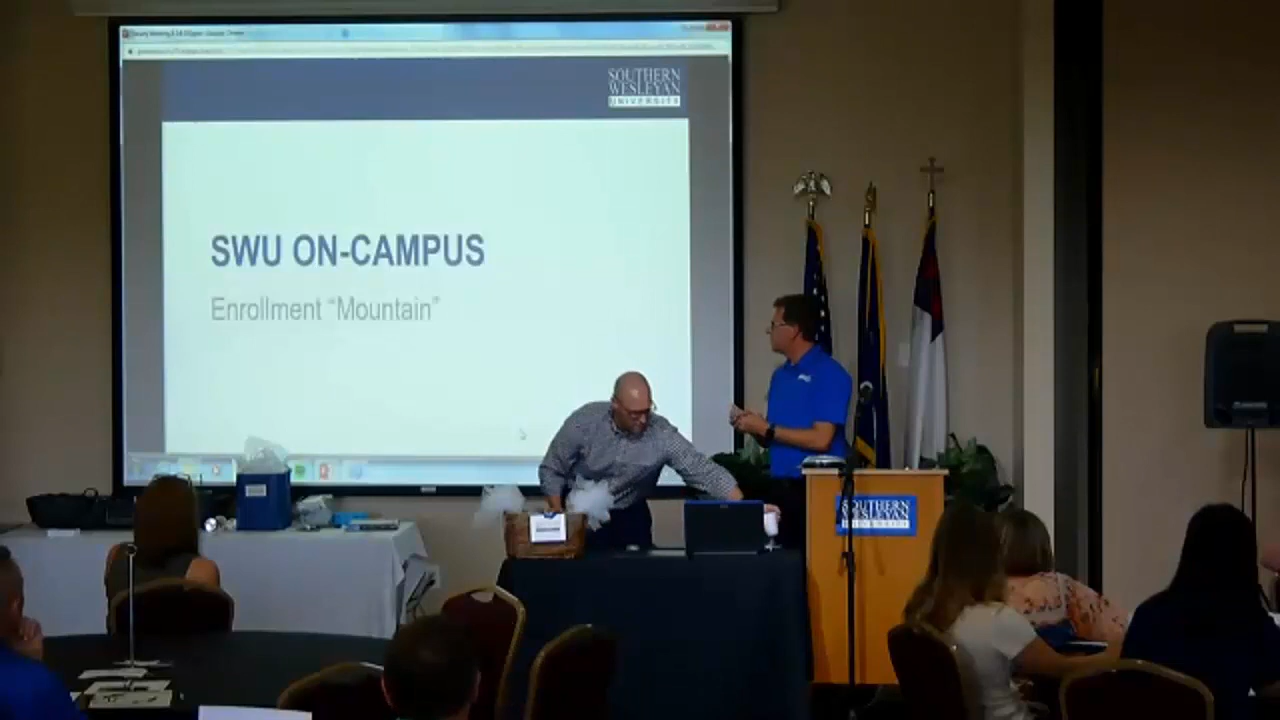 SOUTHERN
WESLEYAN
UNIVERSITY
SWU ON-CAMPUS
Enrollment “Mountain”
SOUTHERN
WESLEYAN
UNIVERSITY